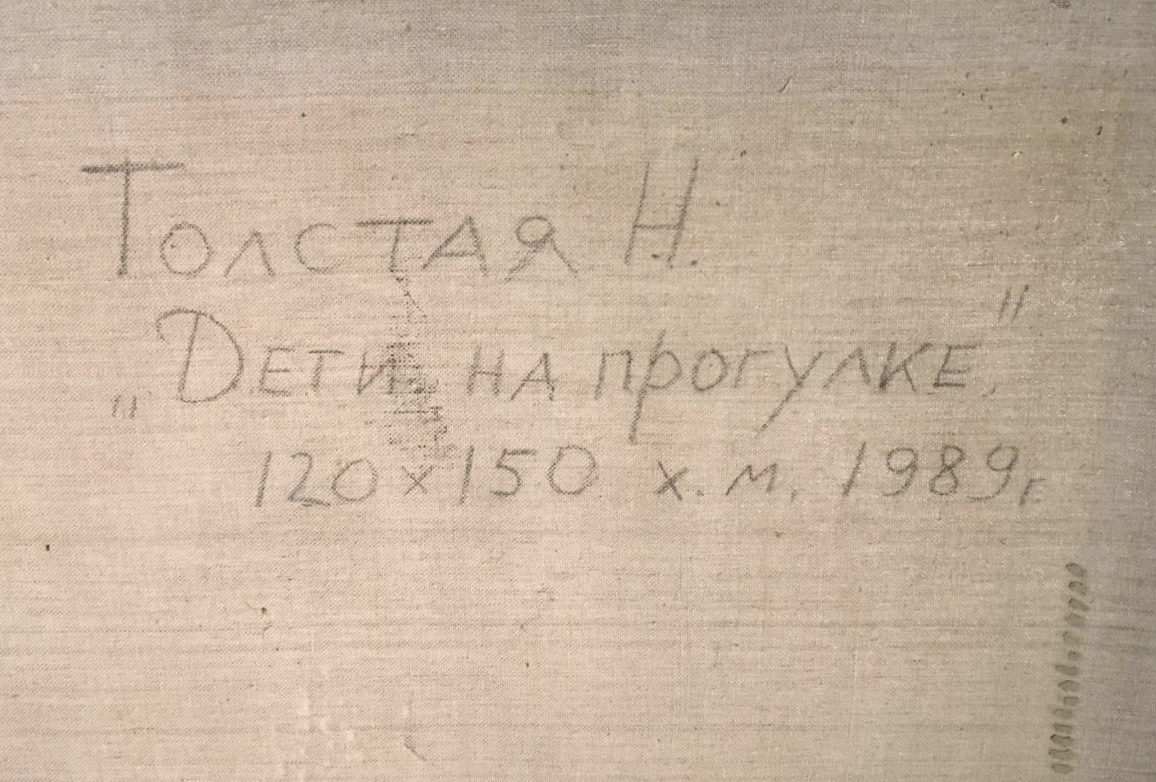 Толстая Н.
„Дети на прогулке."
120×150 х.м. 1989г